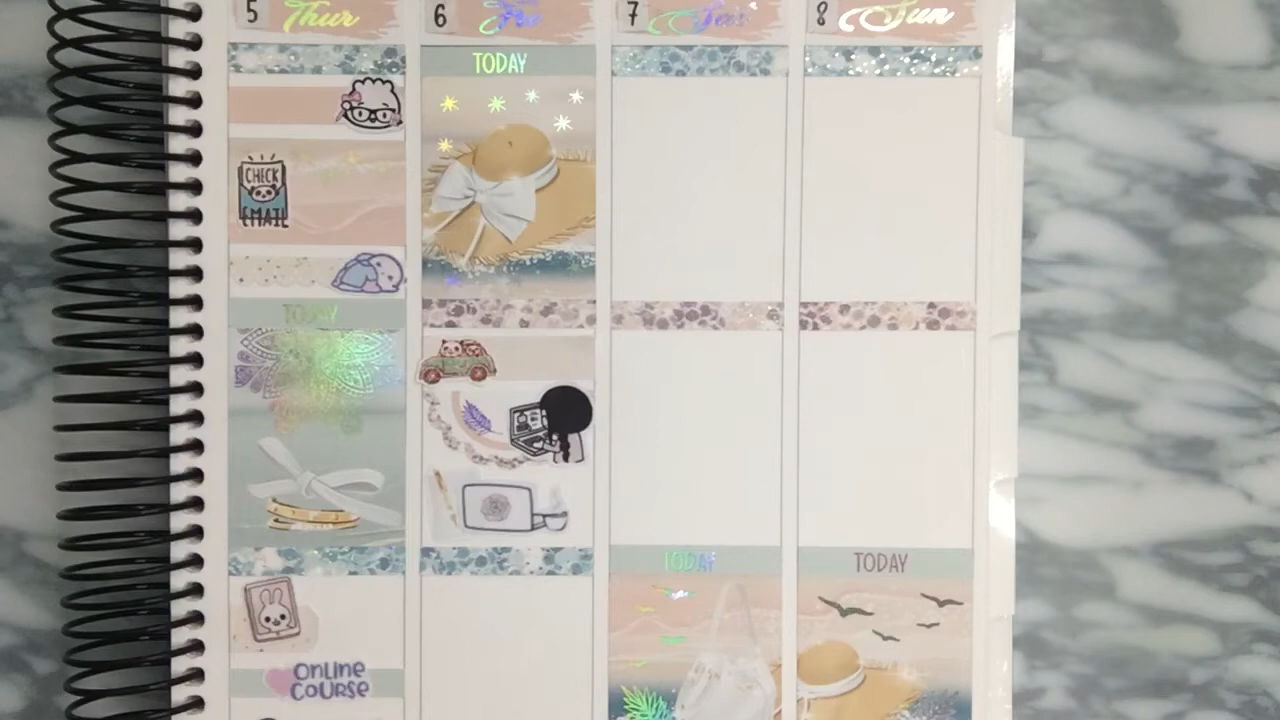 5 Thur
6 Fri
7 Sat
8 Sun
TODAY
CHECK
EMAIL
TODAY
TODAY
TODAY
Online
Course